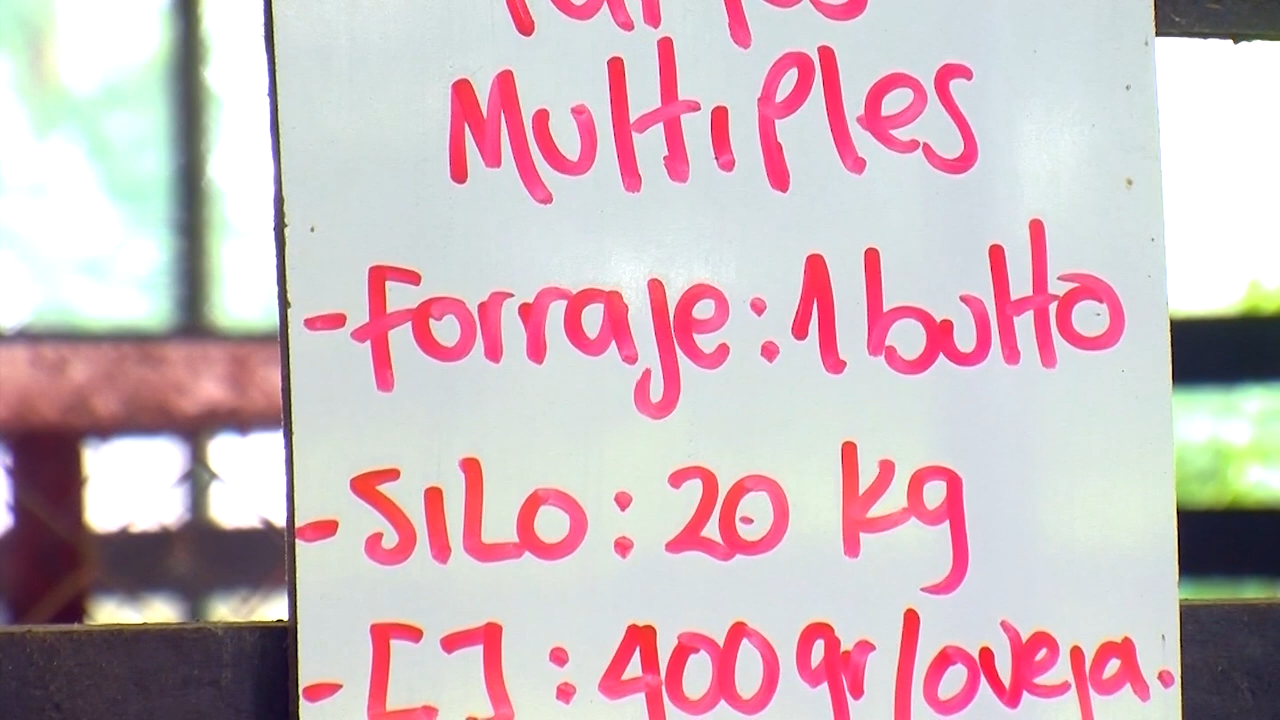 Multiples
-forraje: 1 bulto
-SILO: 20 kg
-[ ]: 400 gr/oveja.